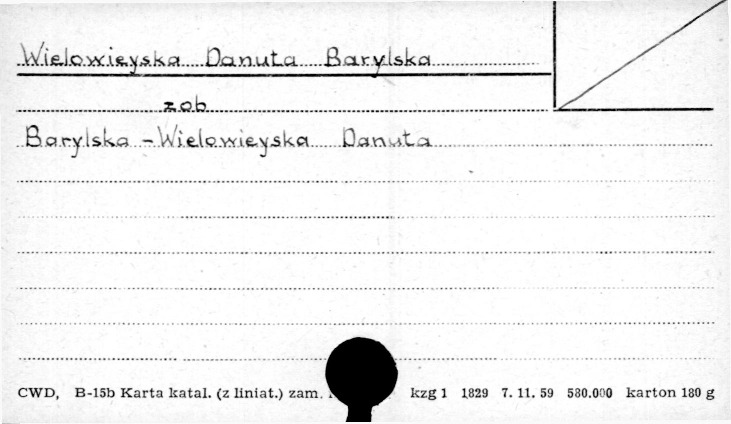 Wielowieyska Danuta Barylska
zob
Barylska-Wielowieyska Danuta
CWD, B-15b Karta katal. (z liniat.) zam. kzg 1 1829 7. 11. 59 580.000 karton 180 g